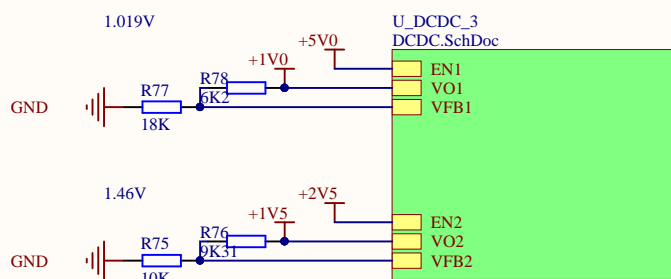 1.019V
U_DCDC_3
DCDC.SchDoc
+5V0
+1V0
EN1
R78
VO1
6K2
R77
GND
VFB1
18K
1.46V
+2V5
+1V5
EN2
R76
VO2
9K31
R75
GND
VFB2
10K